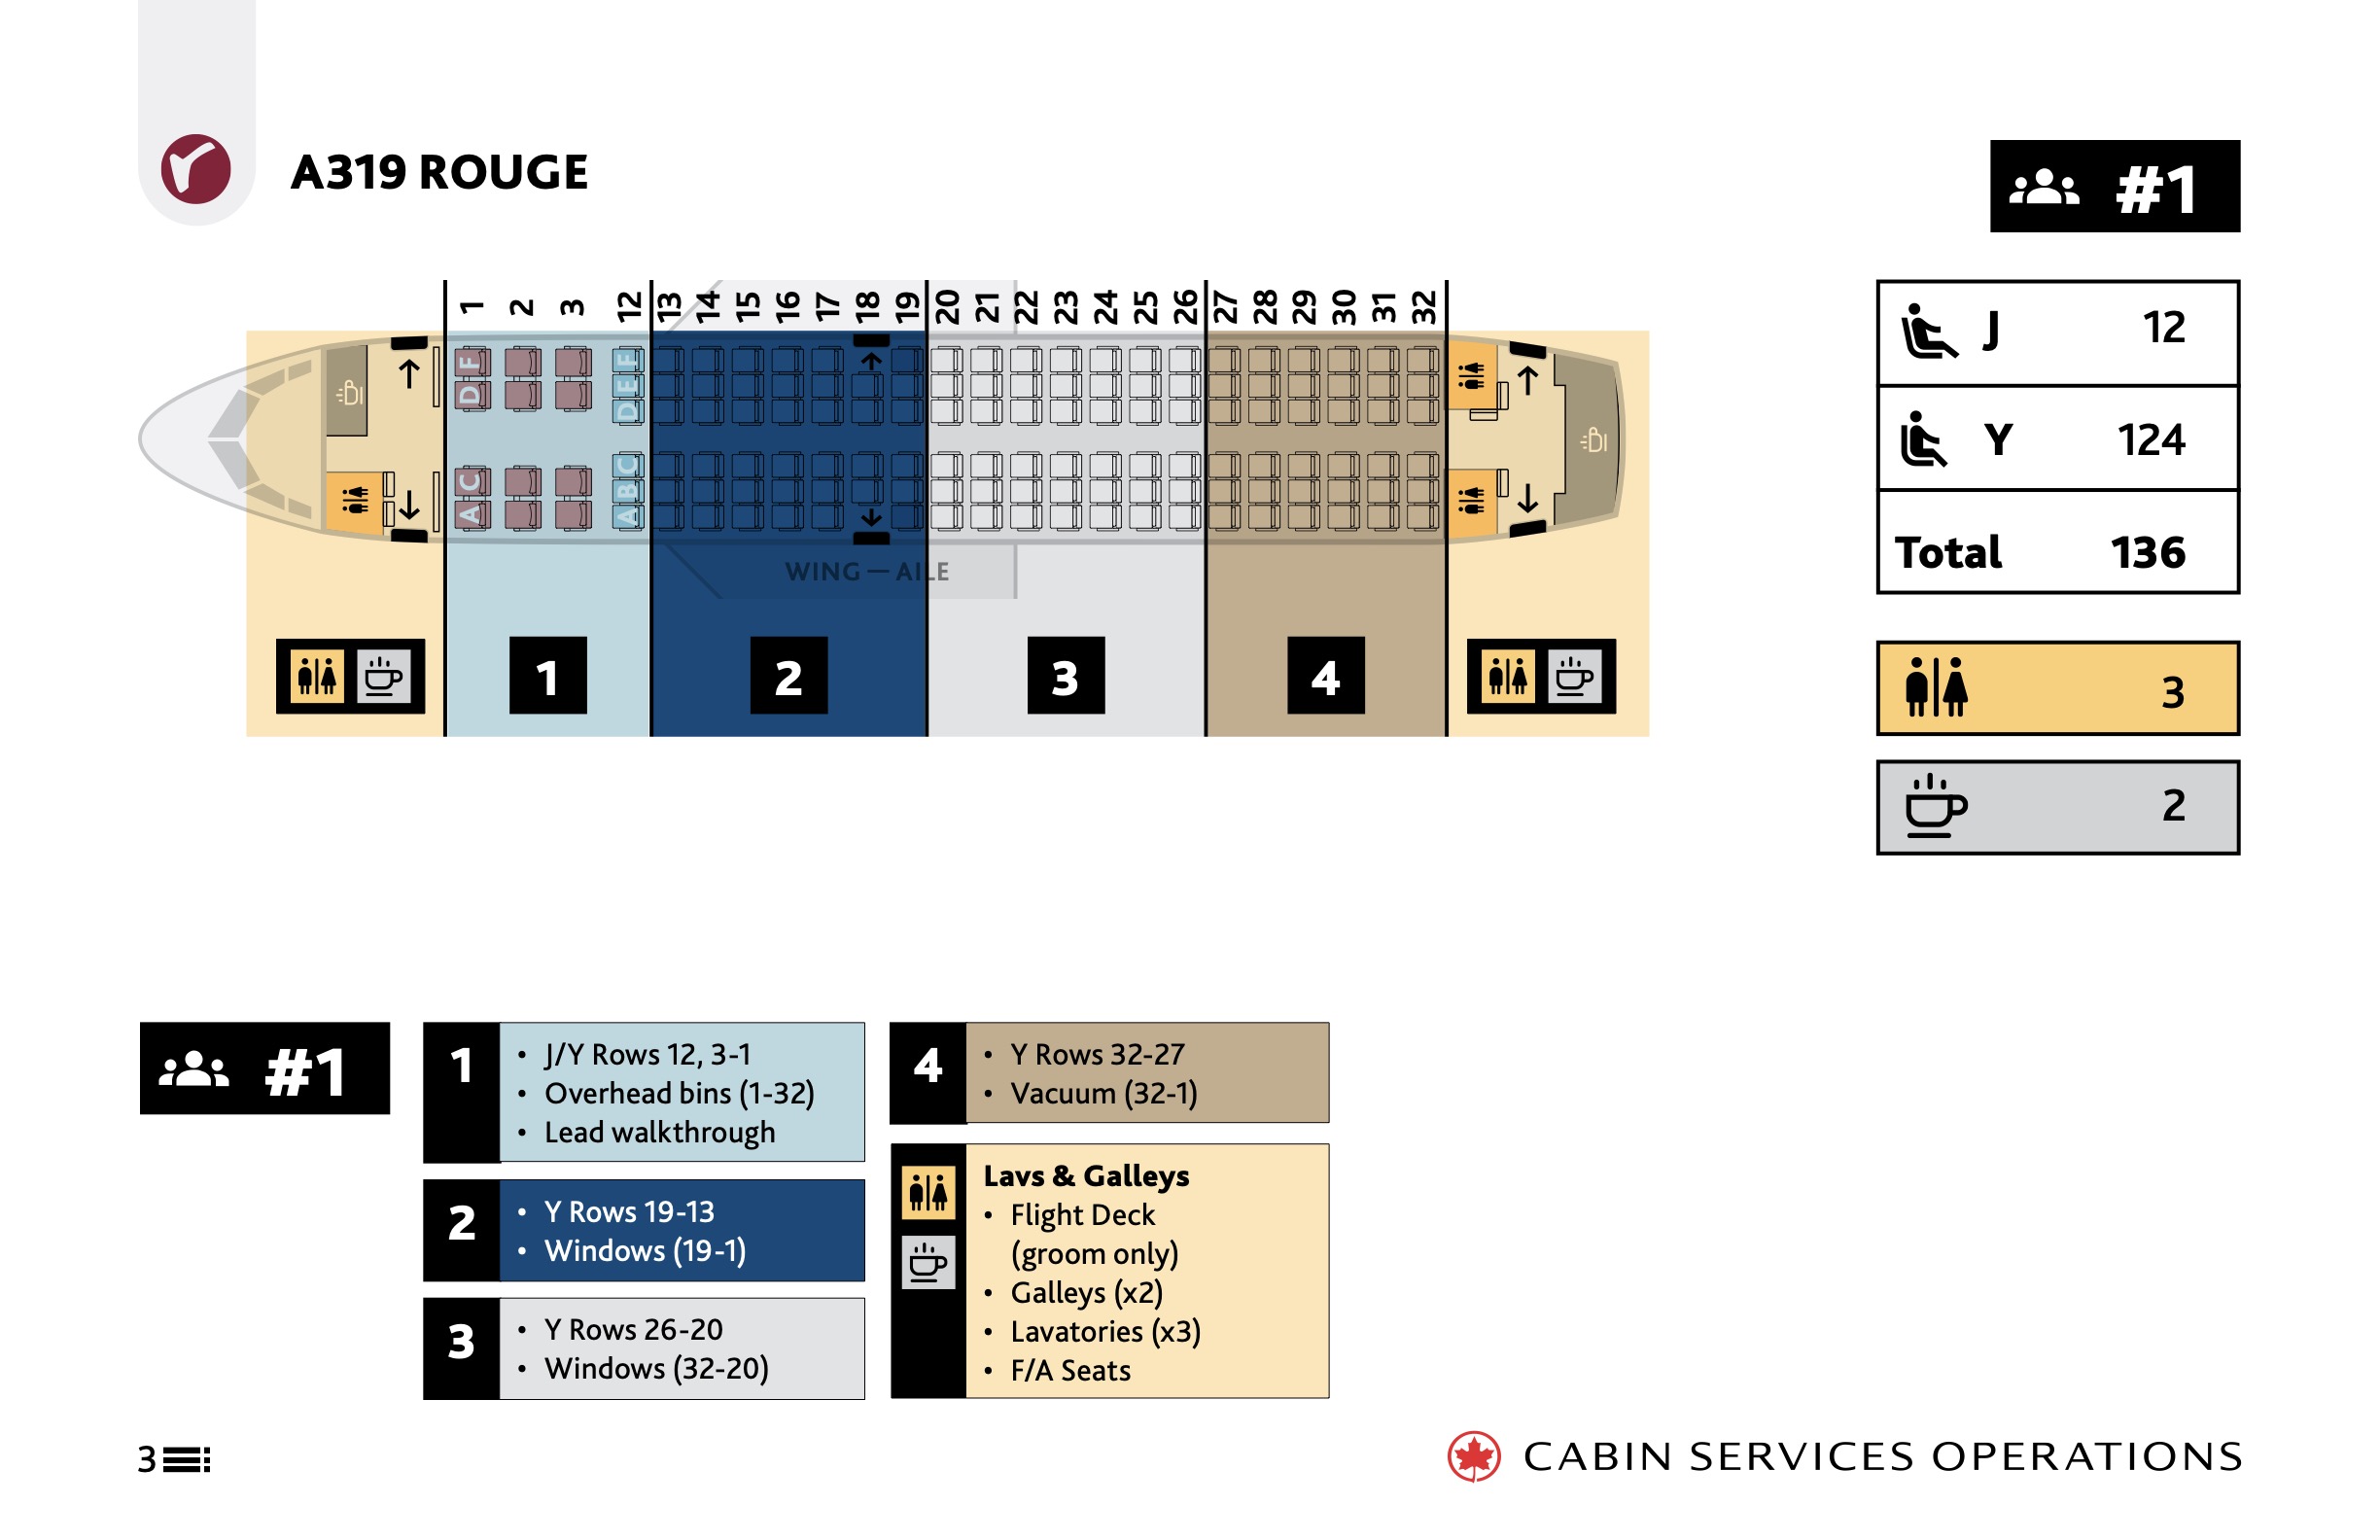 A319 ROUGE
#1
1 2 3 12 13 14 15 16 17 18 19 20 21 22 23 24 25 26 27 28 29 30 31 32
D F
D E E
A C
A B C
WING — AILE
1 2 3 4
J 12
Y 124
Total 136
3
2
#1
1
• J/Y Rows 12, 3-1
• Overhead bins (1-32)
• Lead walkthrough
2
• Y Rows 19-13
• Windows (19-1)
3
• Y Rows 26-20
• Windows (32-20)
4
• Y Rows 32-27
• Vacuum (32-1)
Lavs & Galleys
• Flight Deck
(groom only)
• Galleys (x2)
• Lavatories (x3)
• F/A Seats
3
CABIN SERVICES OPERATIONS